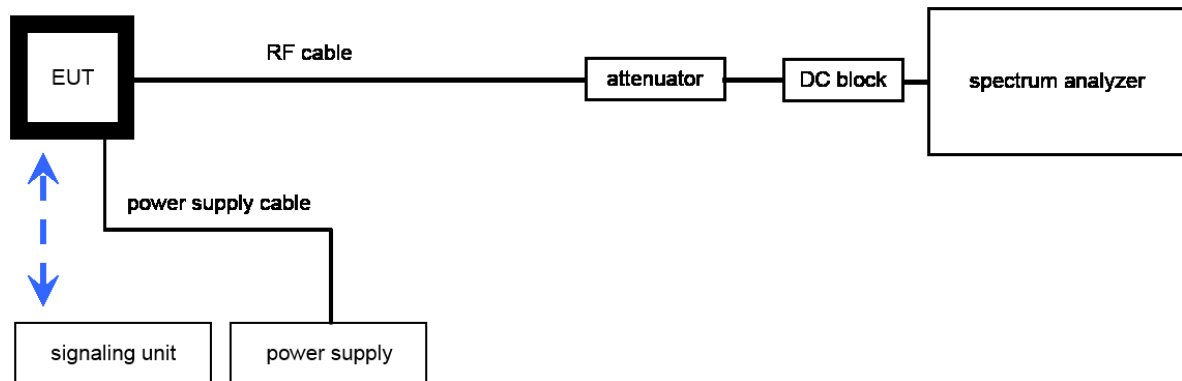 EUT
RF cable
attenuator
DC block
spectrum analyzer
power supply cable
signaling unit
power supply